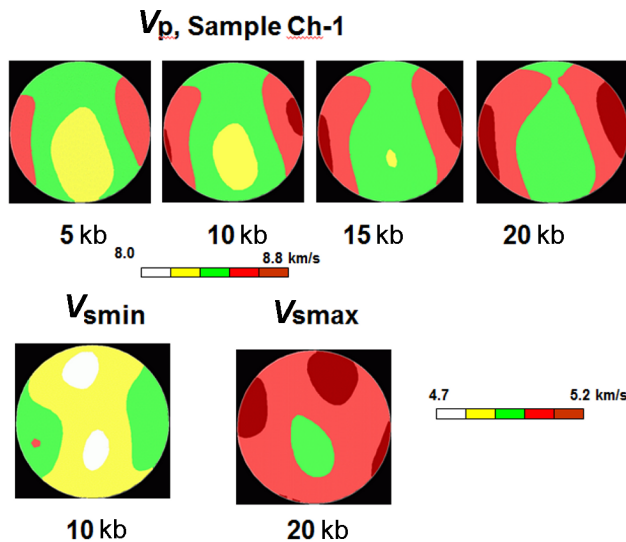 Vp, Sample Ch-1
5 kb 10 kb 15 kb 20 kb
8.0 8.8 km/s
Vsmin Vsmax
4.7 5.2 km/s
10 kb 20 kb